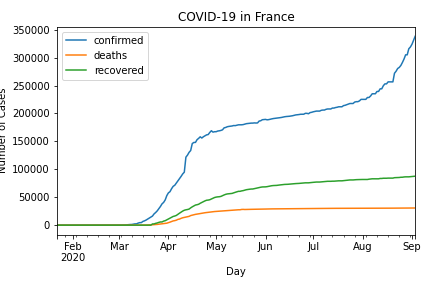 COVID-19 in France
350000
300000
250000
200000
150000
100000
50000
0
Number of Cases
confirmed
deaths
recovered
Feb
2020
Mar
Apr
May
Jun
Jul
Aug
Sep
Day